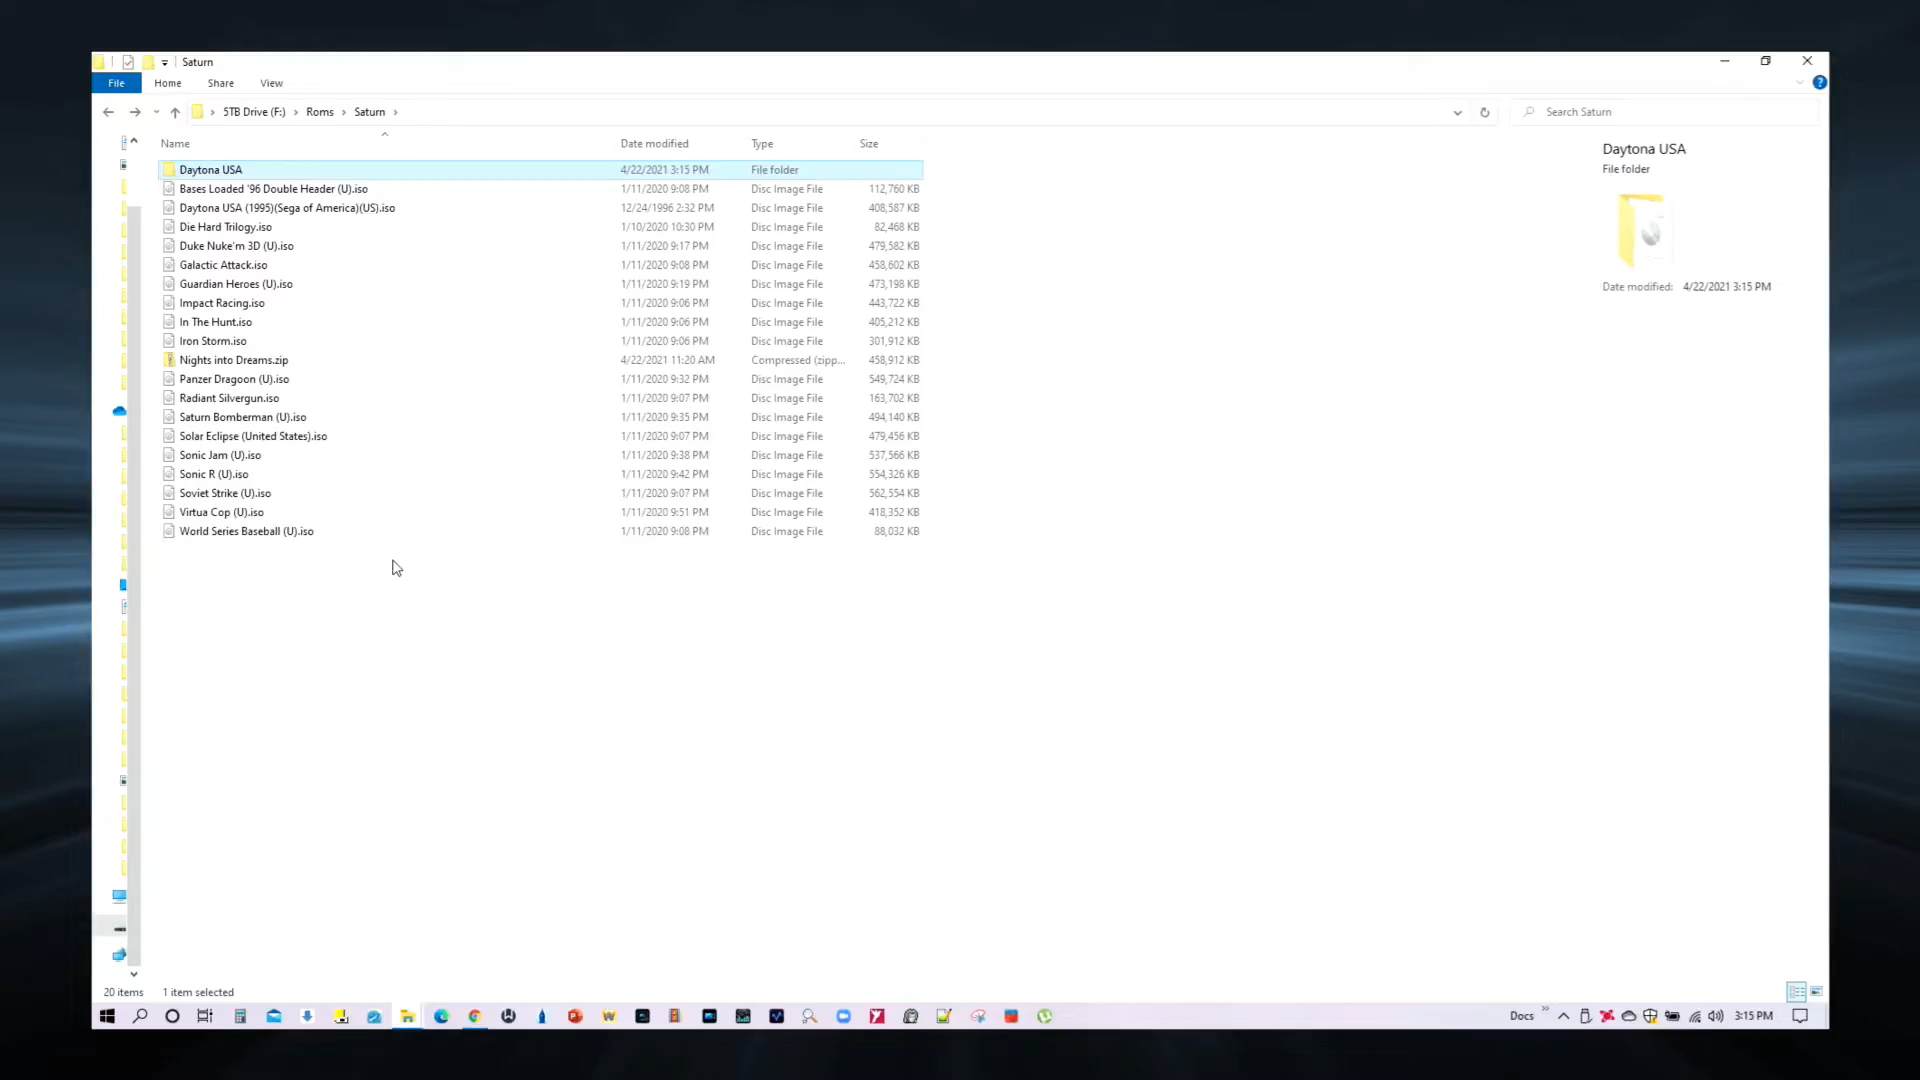 Saturn
File Home Share View
5TB Drive (F:) > Roms > Saturn >
Search Saturn
Name Date modified Type Size
Daytona USA 4/22/2021 3:15 PM File folder
Bases Loaded '96 Double Header (U).iso 1/11/2020 9:08 PM Disc Image File 112,760 KB
Daytona USA (1995)(Sega of America)(US).iso 12/24/1996 2:32 PM Disc Image File 408,587 KB
Die Hard Trilogy.iso 1/10/2020 10:30 PM Disc Image File 82,468 KB
Duke Nuke'm 3D (U).iso 1/11/2020 9:17 PM Disc Image File 479,582 KB
Galactic Attack.iso 1/11/2020 9:08 PM Disc Image File 458,602 KB
Guardian Heroes (U).iso 1/11/2020 9:19 PM Disc Image File 473,198 KB
Impact Racing.iso 1/11/2020 9:06 PM Disc Image File 443,722 KB
In The Hunt.iso 1/11/2020 9:06 PM Disc Image File 405,212 KB
Iron Storm.iso 1/11/2020 9:06 PM Disc Image File 301,912 KB
Nights into Dreams.zip 4/22/2021 11:20 AM Compressed (zipp... 458,912 KB
Panzer Dragoon (U).iso 1/11/2020 9:32 PM Disc Image File 549,724 KB
Radiant Silvergun.iso 1/11/2020 9:07 PM Disc Image File 163,702 KB
Saturn Bomberman (U).iso 1/11/2020 9:35 PM Disc Image File 494,140 KB
Solar Eclipse (United States).iso 1/11/2020 9:07 PM Disc Image File 479,456 KB
Sonic Jam (U).iso 1/11/2020 9:38 PM Disc Image File 537,566 KB
Sonic R (U).iso 1/11/2020 9:42 PM Disc Image File 554,326 KB
Soviet Strike (U).iso 1/11/2020 9:07 PM Disc Image File 562,554 KB
Virtua Cop (U).iso 1/11/2020 9:51 PM Disc Image File 418,352 KB
World Series Baseball (U).iso 1/11/2020 9:08 PM Disc Image File 88,032 KB
Daytona USA
File folder
Date modified: 4/22/2021 3:15 PM
20 items 1 item selected
Docs 3:15 PM